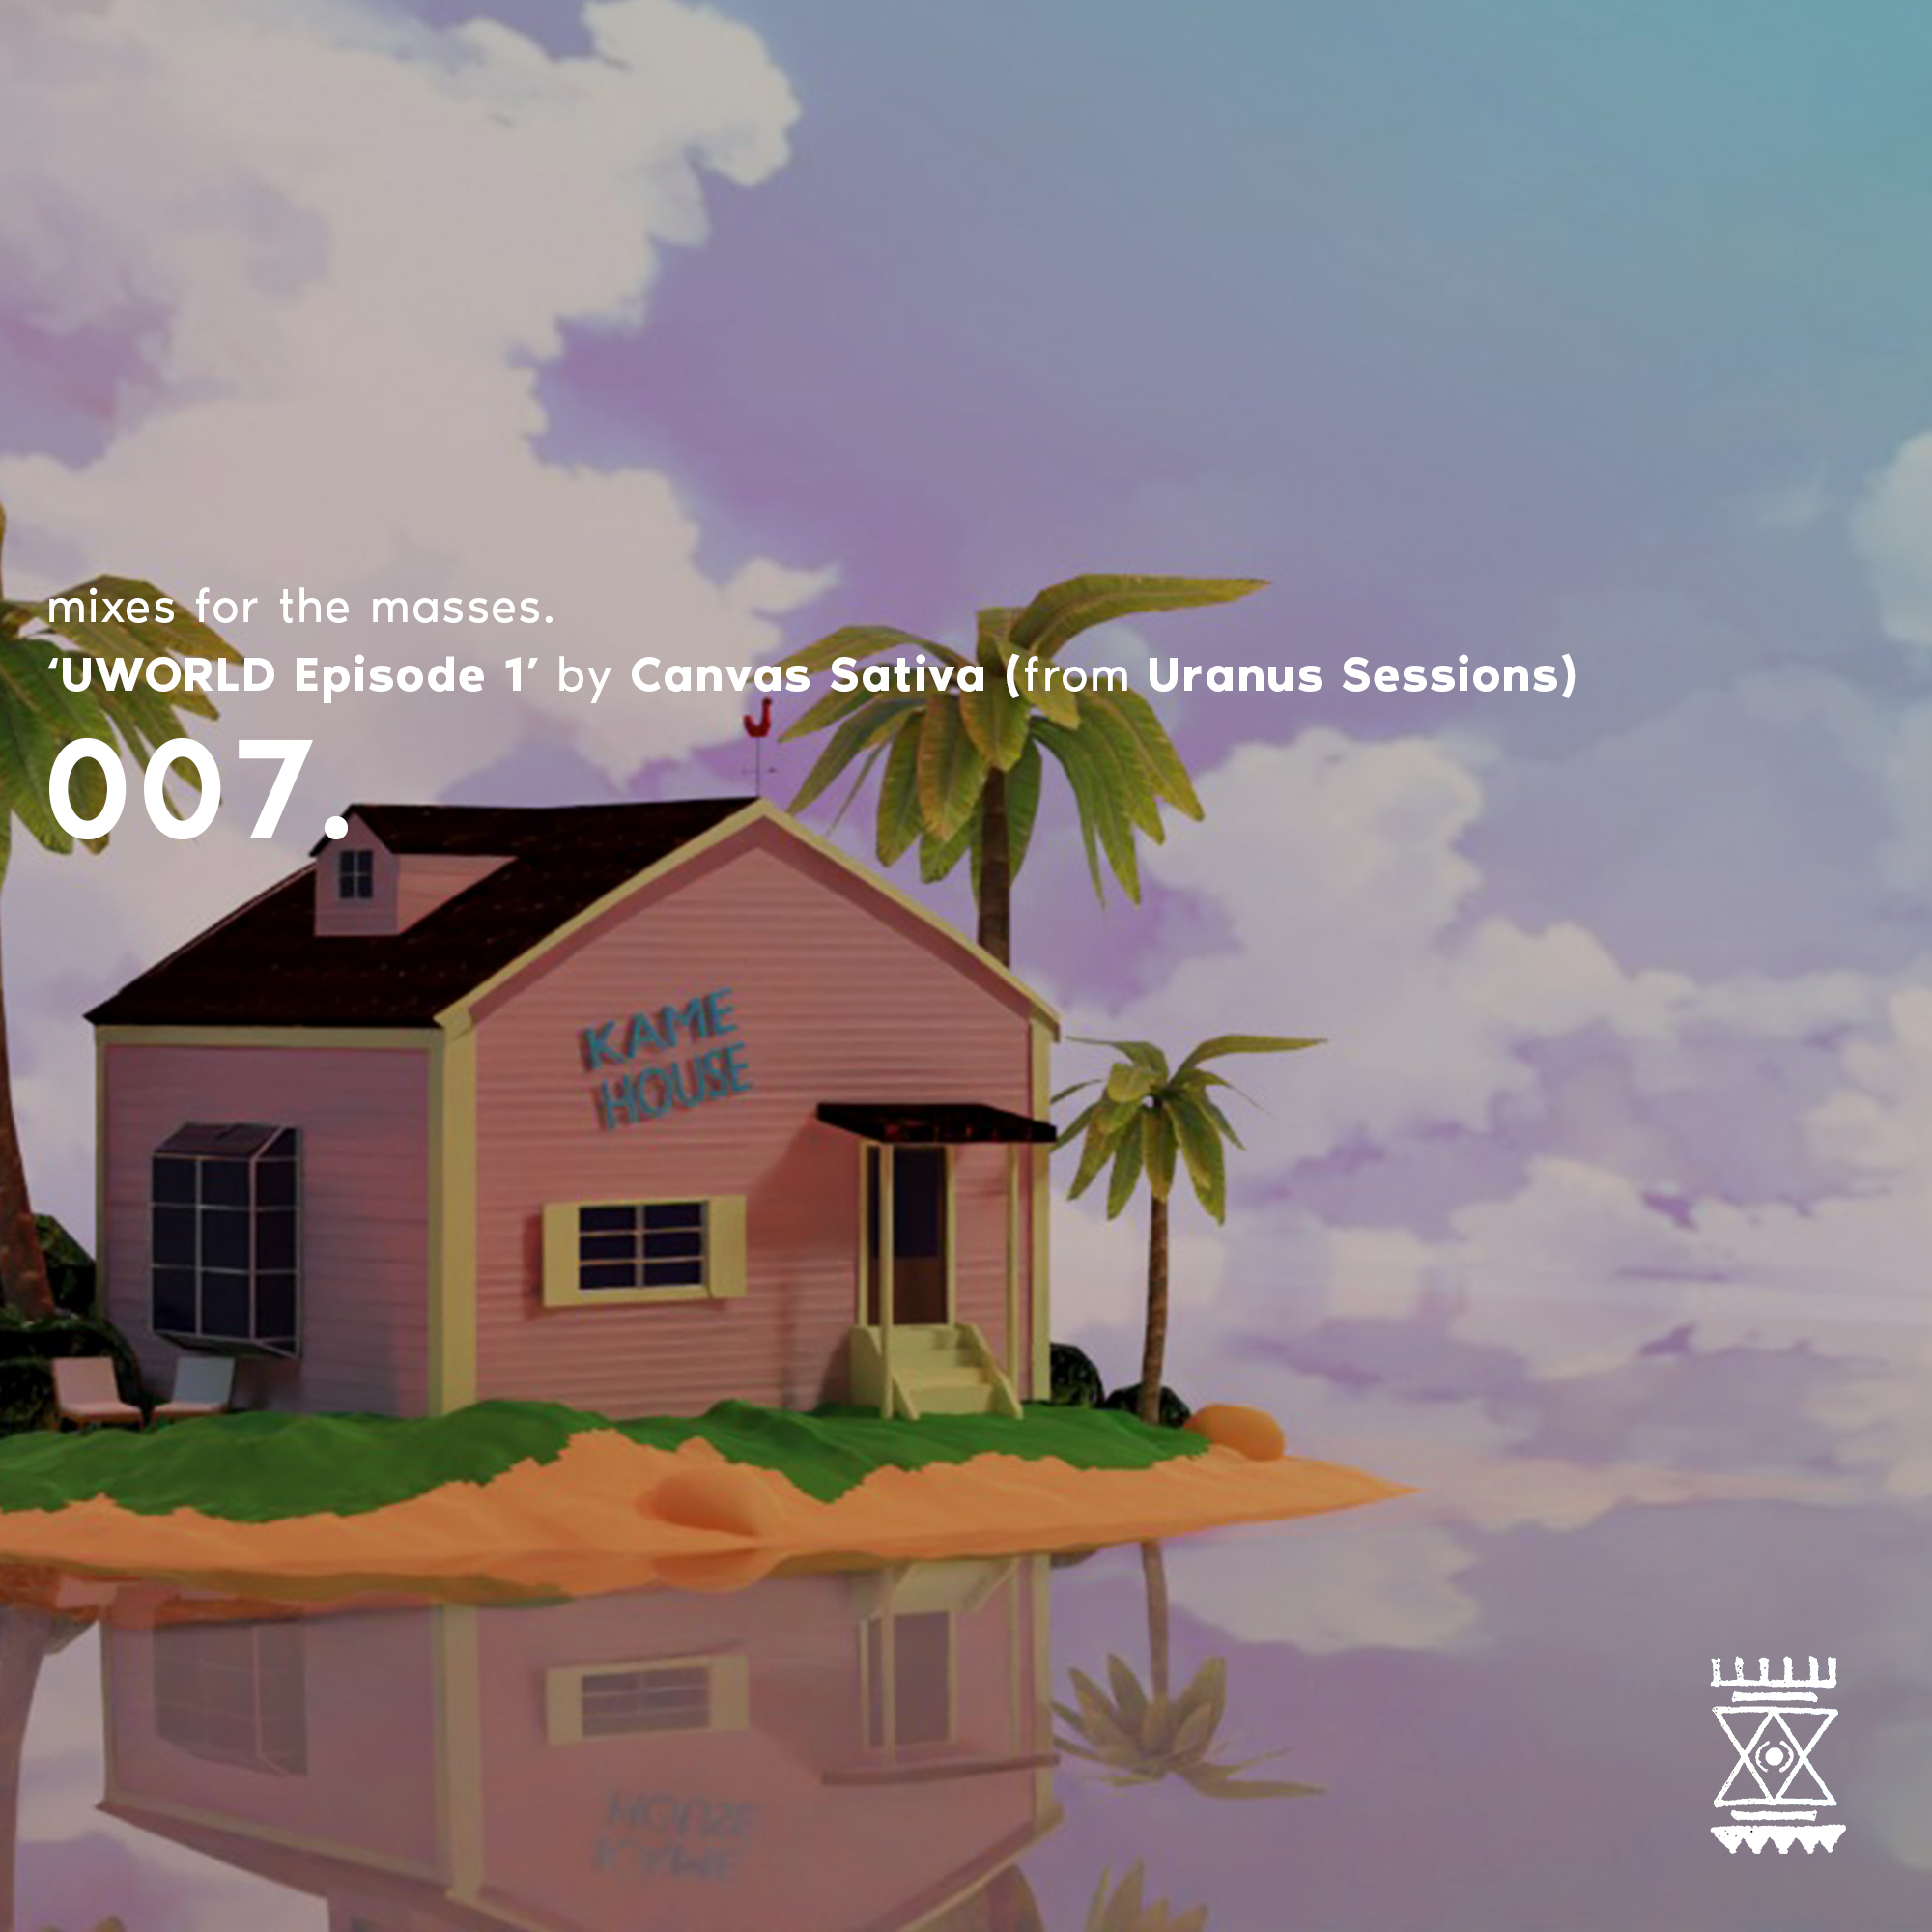 mixes for the masses.
‘UWORLD Episode 1’ by Canvas Sativa (from Uranus Sessions)
007.
KAME
HOUSE